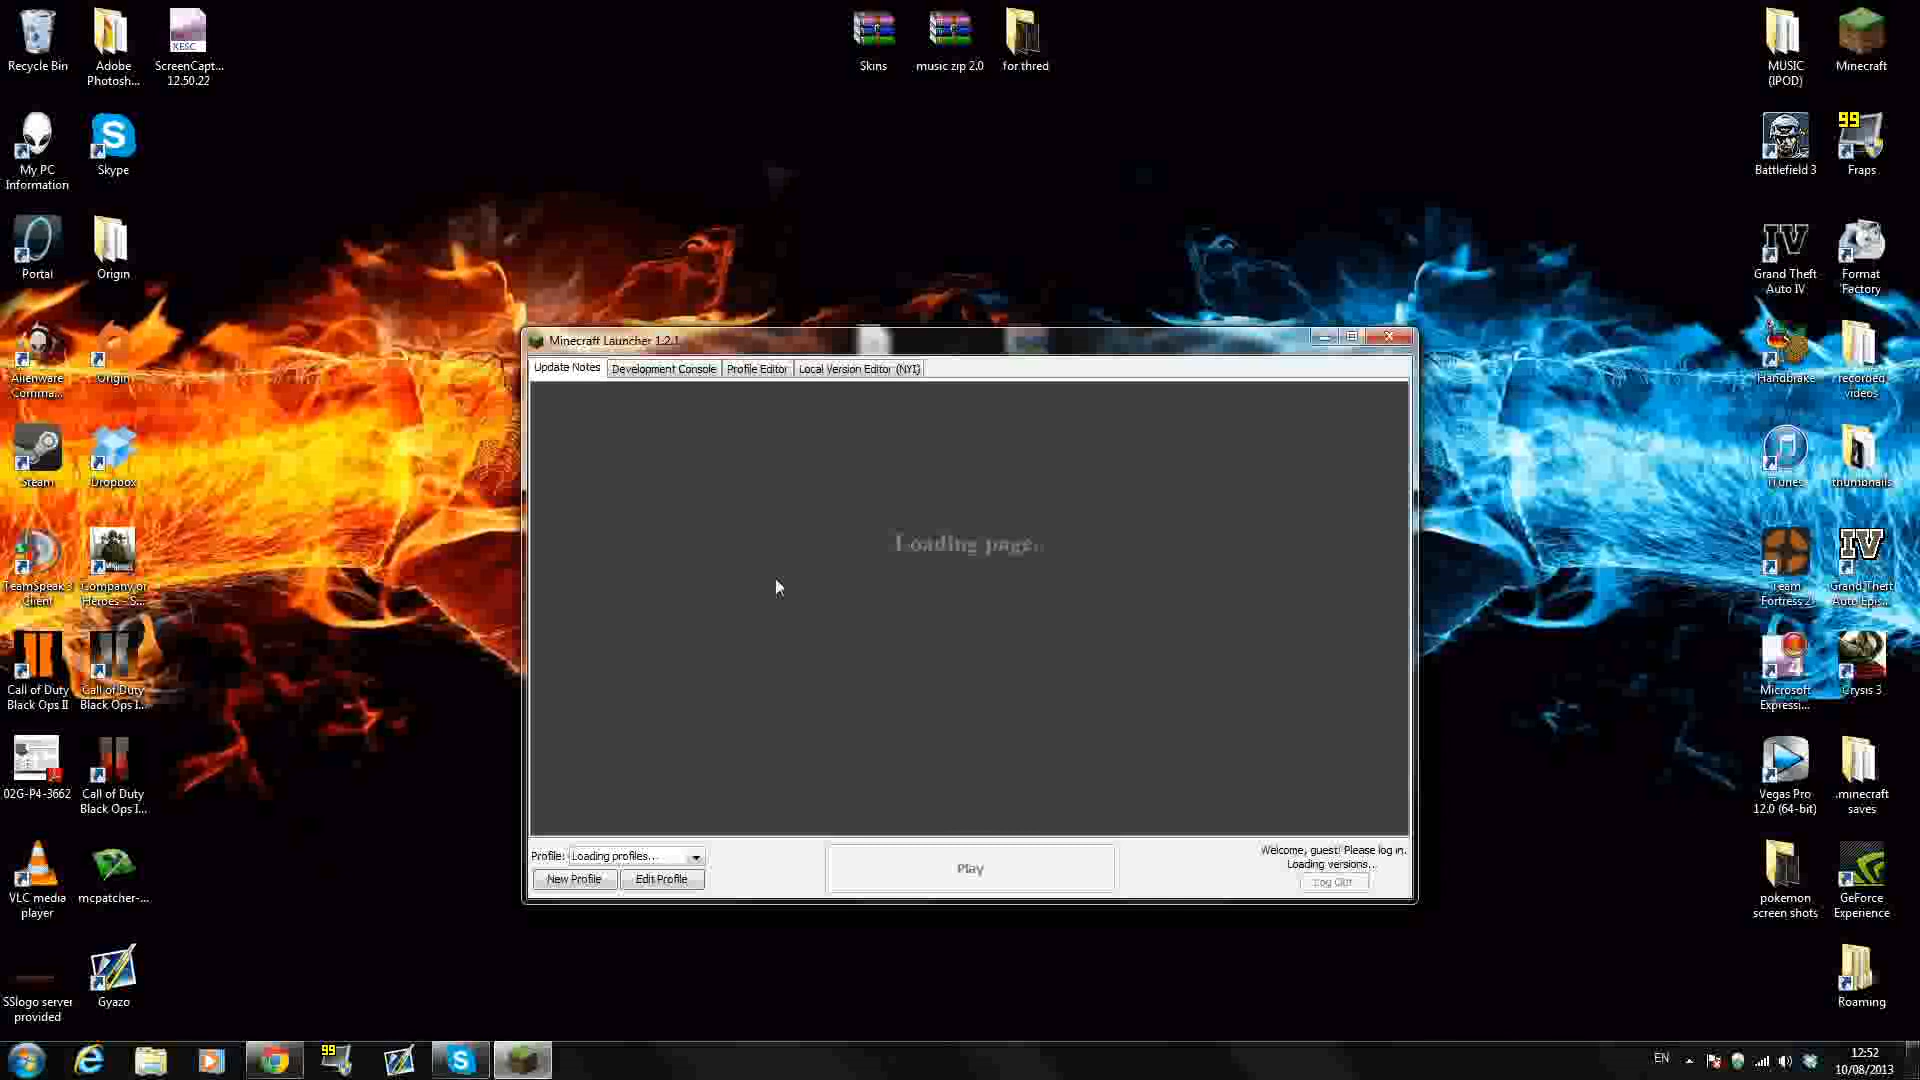 Recycle Bin
Adobe
Photosh...
XESC
ScreenCapt...
12.50.22
Skins
music zip 2.0
for thred
MUSIC
(IPOD)
Minecraft
My PC
Information
S
Skype
Battlefield 3
99
Fraps
Portal
Origin
IV
Grand Theft
Auto IV
Format
Factory
Alienware
Comma...
Origin
Handbrake
recorded
videos
Steam
Dropbox
iTunes
thumbnails
TeamSpeak 3
Client
Company of
Heroes - S...
Team
Fortress 2
IV
Grand Theft
Auto Epis...
Call of Duty
Black Ops II
Call of Duty
Black Ops I...
Microsoft
Expressi...
Crysis 3
02G-P4-3662
Call of Duty
Black Ops I...
Vegas Pro
12.0 (64-bit)
.minecraft
saves
VLC media
player
mcpatcher-...
pokemon
screen shots
GeForce
Experience
SSlogo server
provided
Gyazo
Roaming
Minecraft Launcher 1.2.1
Update Notes
Development Console
Profile Editor
Local Version Editor (NYI)
Loading page..
Profile:
Loading profiles...
New Profile
Edit Profile
Play
Welcome, guest! Please log in.
Loading versions...
Log Out
99
S
EN
12:52
10/08/2013